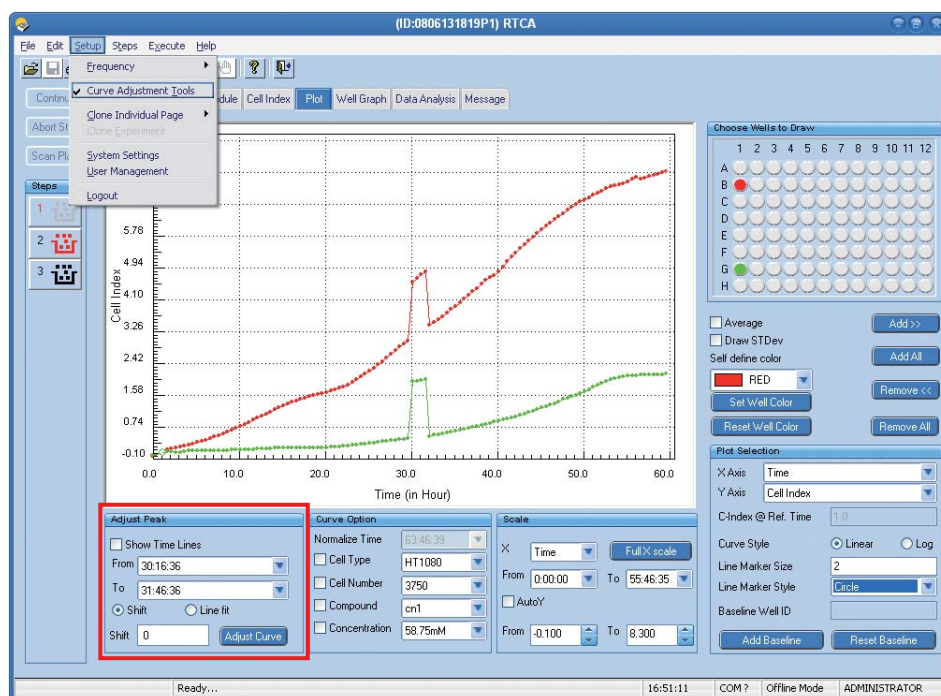 (ID:0806131819P1) RTCA
File Edit Setup Steps Execute Help
Frequency
Curve Adjustment Tools
Clone Individual Page
Clone Experiment
System Settings
User Management
Logout
Abort St
Scan Pla
Cell Index Plot Well Graph Data Analysis Message
Steps
1
2
3
Cell Index
5.78
4.94
4.10
3.26
2.42
1.58
0.74
-0.10
0.0 10.0 20.0 30.0 40.0 50.0 60.0
Time (in Hour)
Choose Wells to Draw
1 2 3 4 5 6 7 8 9 10 11 12
A
B
C
D
E
F
G
H
Average
Draw STDev
Self define color
RED
Set Well Color
Reset Well Color
Add >>
Add All
Remove <<
Remove All
Plot Selection
X Axis Time
Y Axis Cell Index
C-Index @ Ref. Time 1.0
Curve Style Linear Log
Line Marker Size 2
Line Marker Style Circle
Baseline Well ID
Add Baseline Reset Baseline
Adjust Peak
Show Time Lines
From 30:16:36
To 31:46:36
Shift Line fit
Shift 0 Adjust Curve
Curve Option
Normalize Time 63:46:39
Cell Type HT1080
Cell Number 3750
Compound cn1
Concentration 58.75mM
Scale
X Time Full X scale
From 0:00:00 To 55:46:35
AutoY
From -0.100 To 8.300
Ready... 16:51:11 COM? Offline Mode ADMINISTRATOR